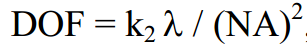 DOF = k₂ λ / (NA)²